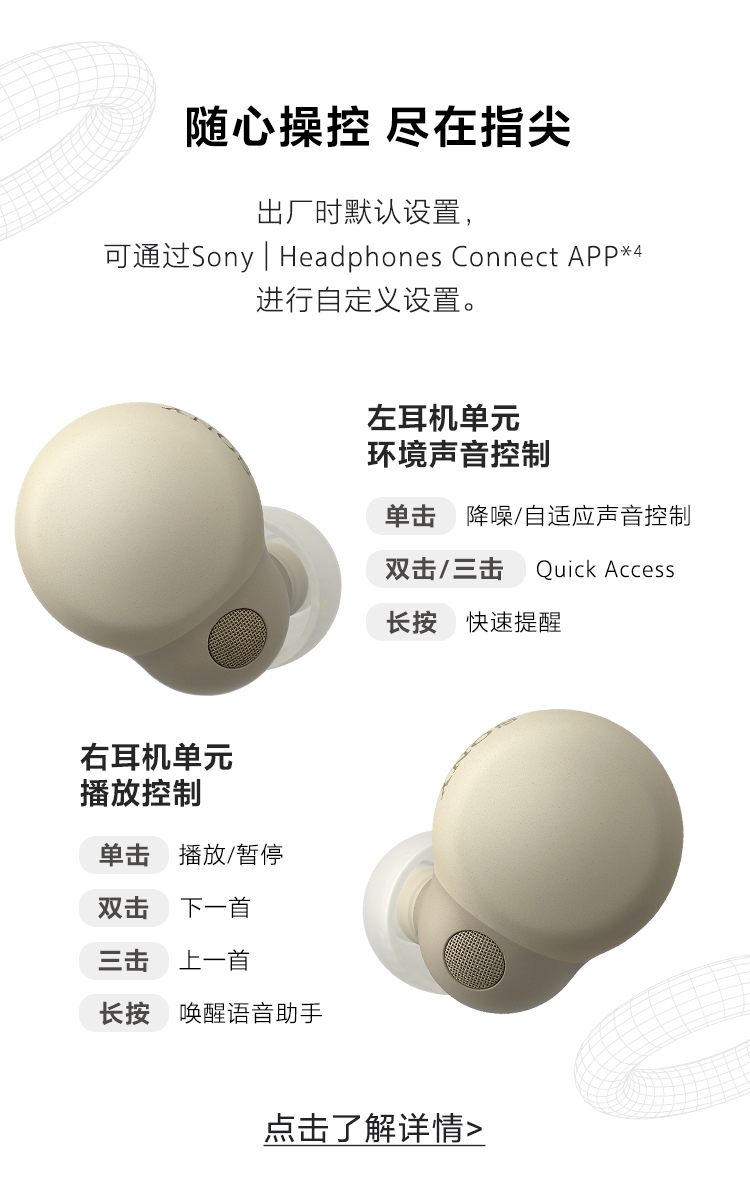 随心操控 尽在指尖
出厂时默认设置，
可通过Sony | Headphones Connect APP*4
进行自定义设置。
左耳机单元
环境声音控制
单击 降噪/自适应声音控制
双击/三击 Quick Access
长按 快速提醒
SONY
右耳机单元
播放控制
单击 播放/暂停
双击 下一首
三击 上一首
长按 唤醒语音助手
SONY
点击了解详情>